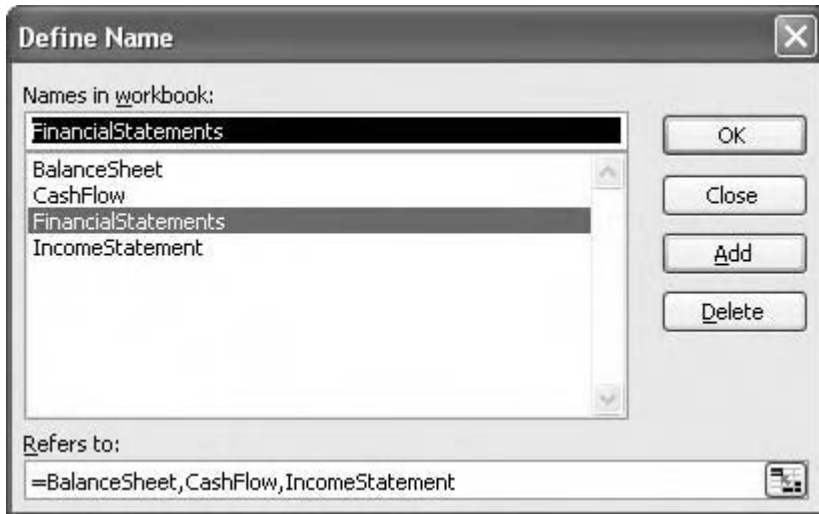 Define Name
Names in workbook:
FinancialStatements
BalanceSheet
CashFlow
FinancialStatements
IncomeStatement
OK
Close
Add
Delete
Refers to:
=BalanceSheet,CashFlow,IncomeStatement